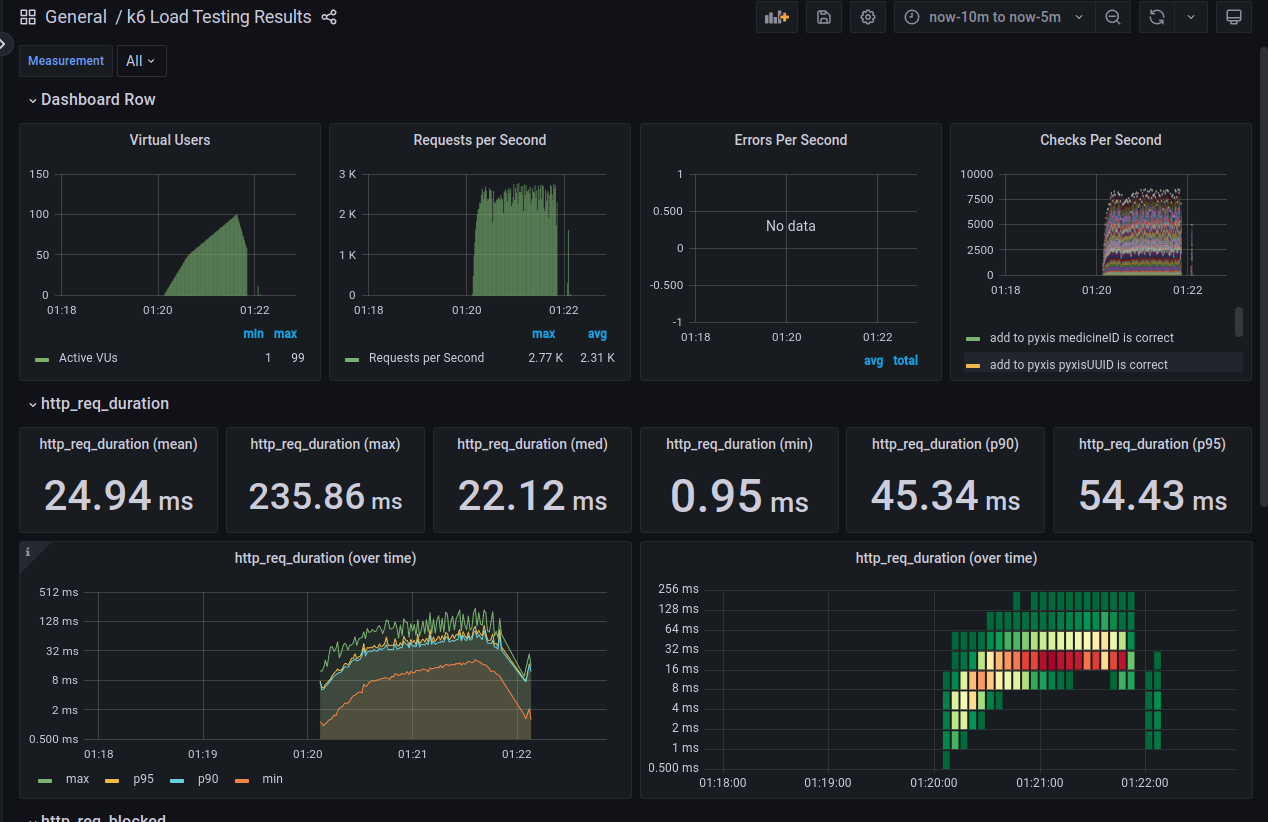 General / k6 Load Testing Results
now-10m to now-5m
Measurement All
Dashboard Row
Virtual Users
150
100
50
0
01:18 01:20 01:22
min max
Active VUs 1 99
Requests per Second
3 K
2 K
1 K
0
01:18 01:20 01:22
max avg
Requests per Second 2.77 K 2.31 K
Errors Per Second
1
0.500
0
-0.500
-1
No data
01:18 01:20 01:22
avg total
Checks Per Second
10000
7500
5000
2500
0
01:18 01:20 01:22
add to pyxis medicineID is correct
add to pyxis pyxisUUID is correct
http_req_duration
http_req_duration (mean)
24.94 ms
http_req_duration (max)
235.86 ms
http_req_duration (med)
22.12 ms
http_req_duration (min)
0.95 ms
http_req_duration (p90)
45.34 ms
http_req_duration (p95)
54.43 ms
i
http_req_duration (over time)
512 ms
128 ms
32 ms
8 ms
2 ms
0.500 ms
01:18 01:19 01:20 01:21 01:22
max p95 p90 min
http_req_duration (over time)
256 ms
128 ms
64 ms
32 ms
16 ms
8 ms
4 ms
2 ms
1 ms
0.500 ms
01:18:00 01:19:00 01:20:00 01:21:00 01:22:00
http_req_blocked